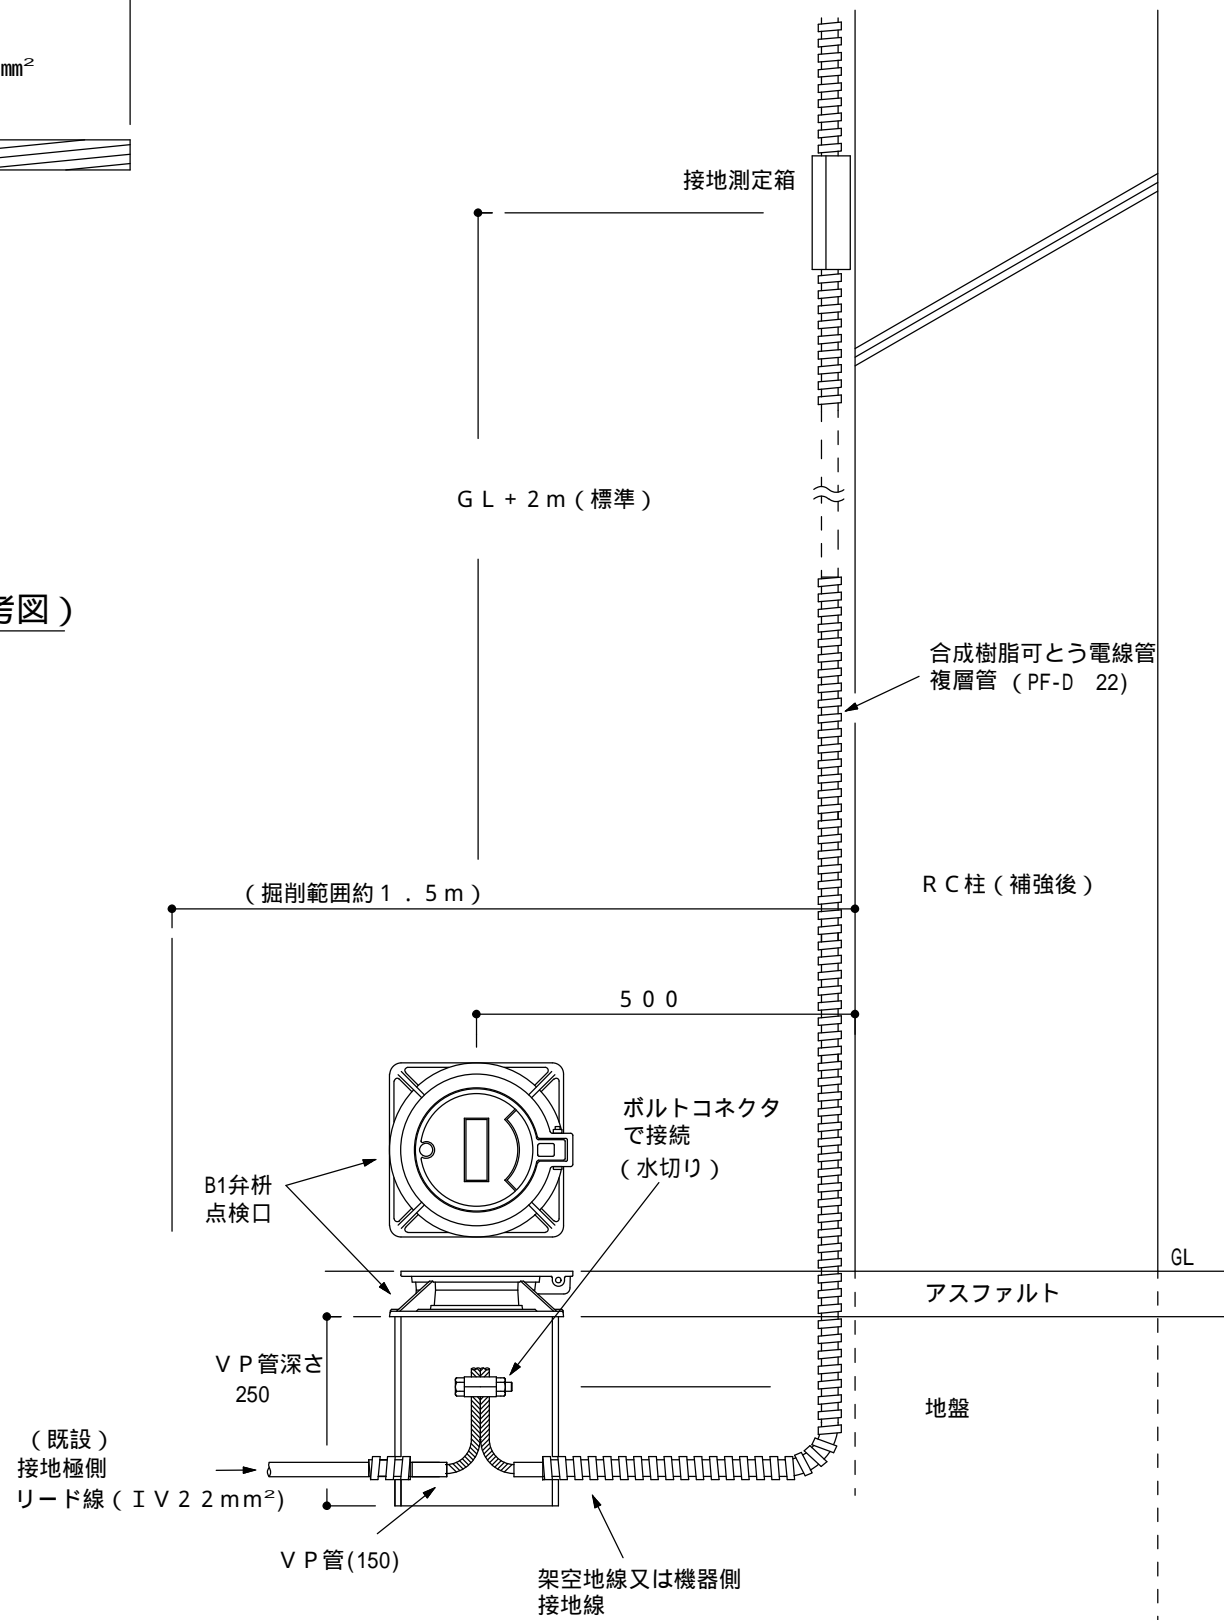 mm²
接地測定箱
ＧＬ＋２ｍ（標準）
考図）
合成樹脂可とう電線管
複層管（PF-D 22)
（掘削範囲約１．５ｍ）
ＲＣ柱（補強後）
５００
ボルトコネクタ
で接続
（水切り）
B1弁枡
点検口
GL
アスファルト
ＶＰ管深さ
250
地盤
（既設）
接地極側
リード線（ＩＶ２２mm²)
ＶＰ管(150)
架空地線又は機器側
接地線